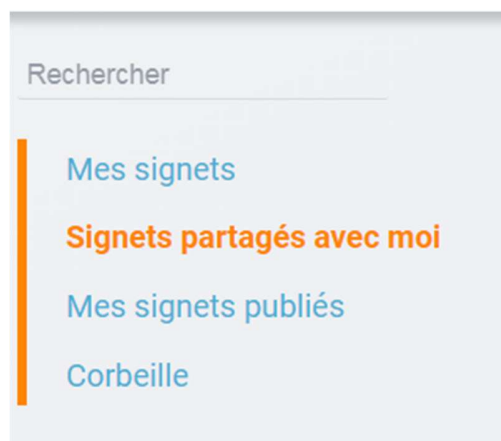 Rechercher
Mes signets
Signets partagés avec moi
Mes signets publiés
Corbeille